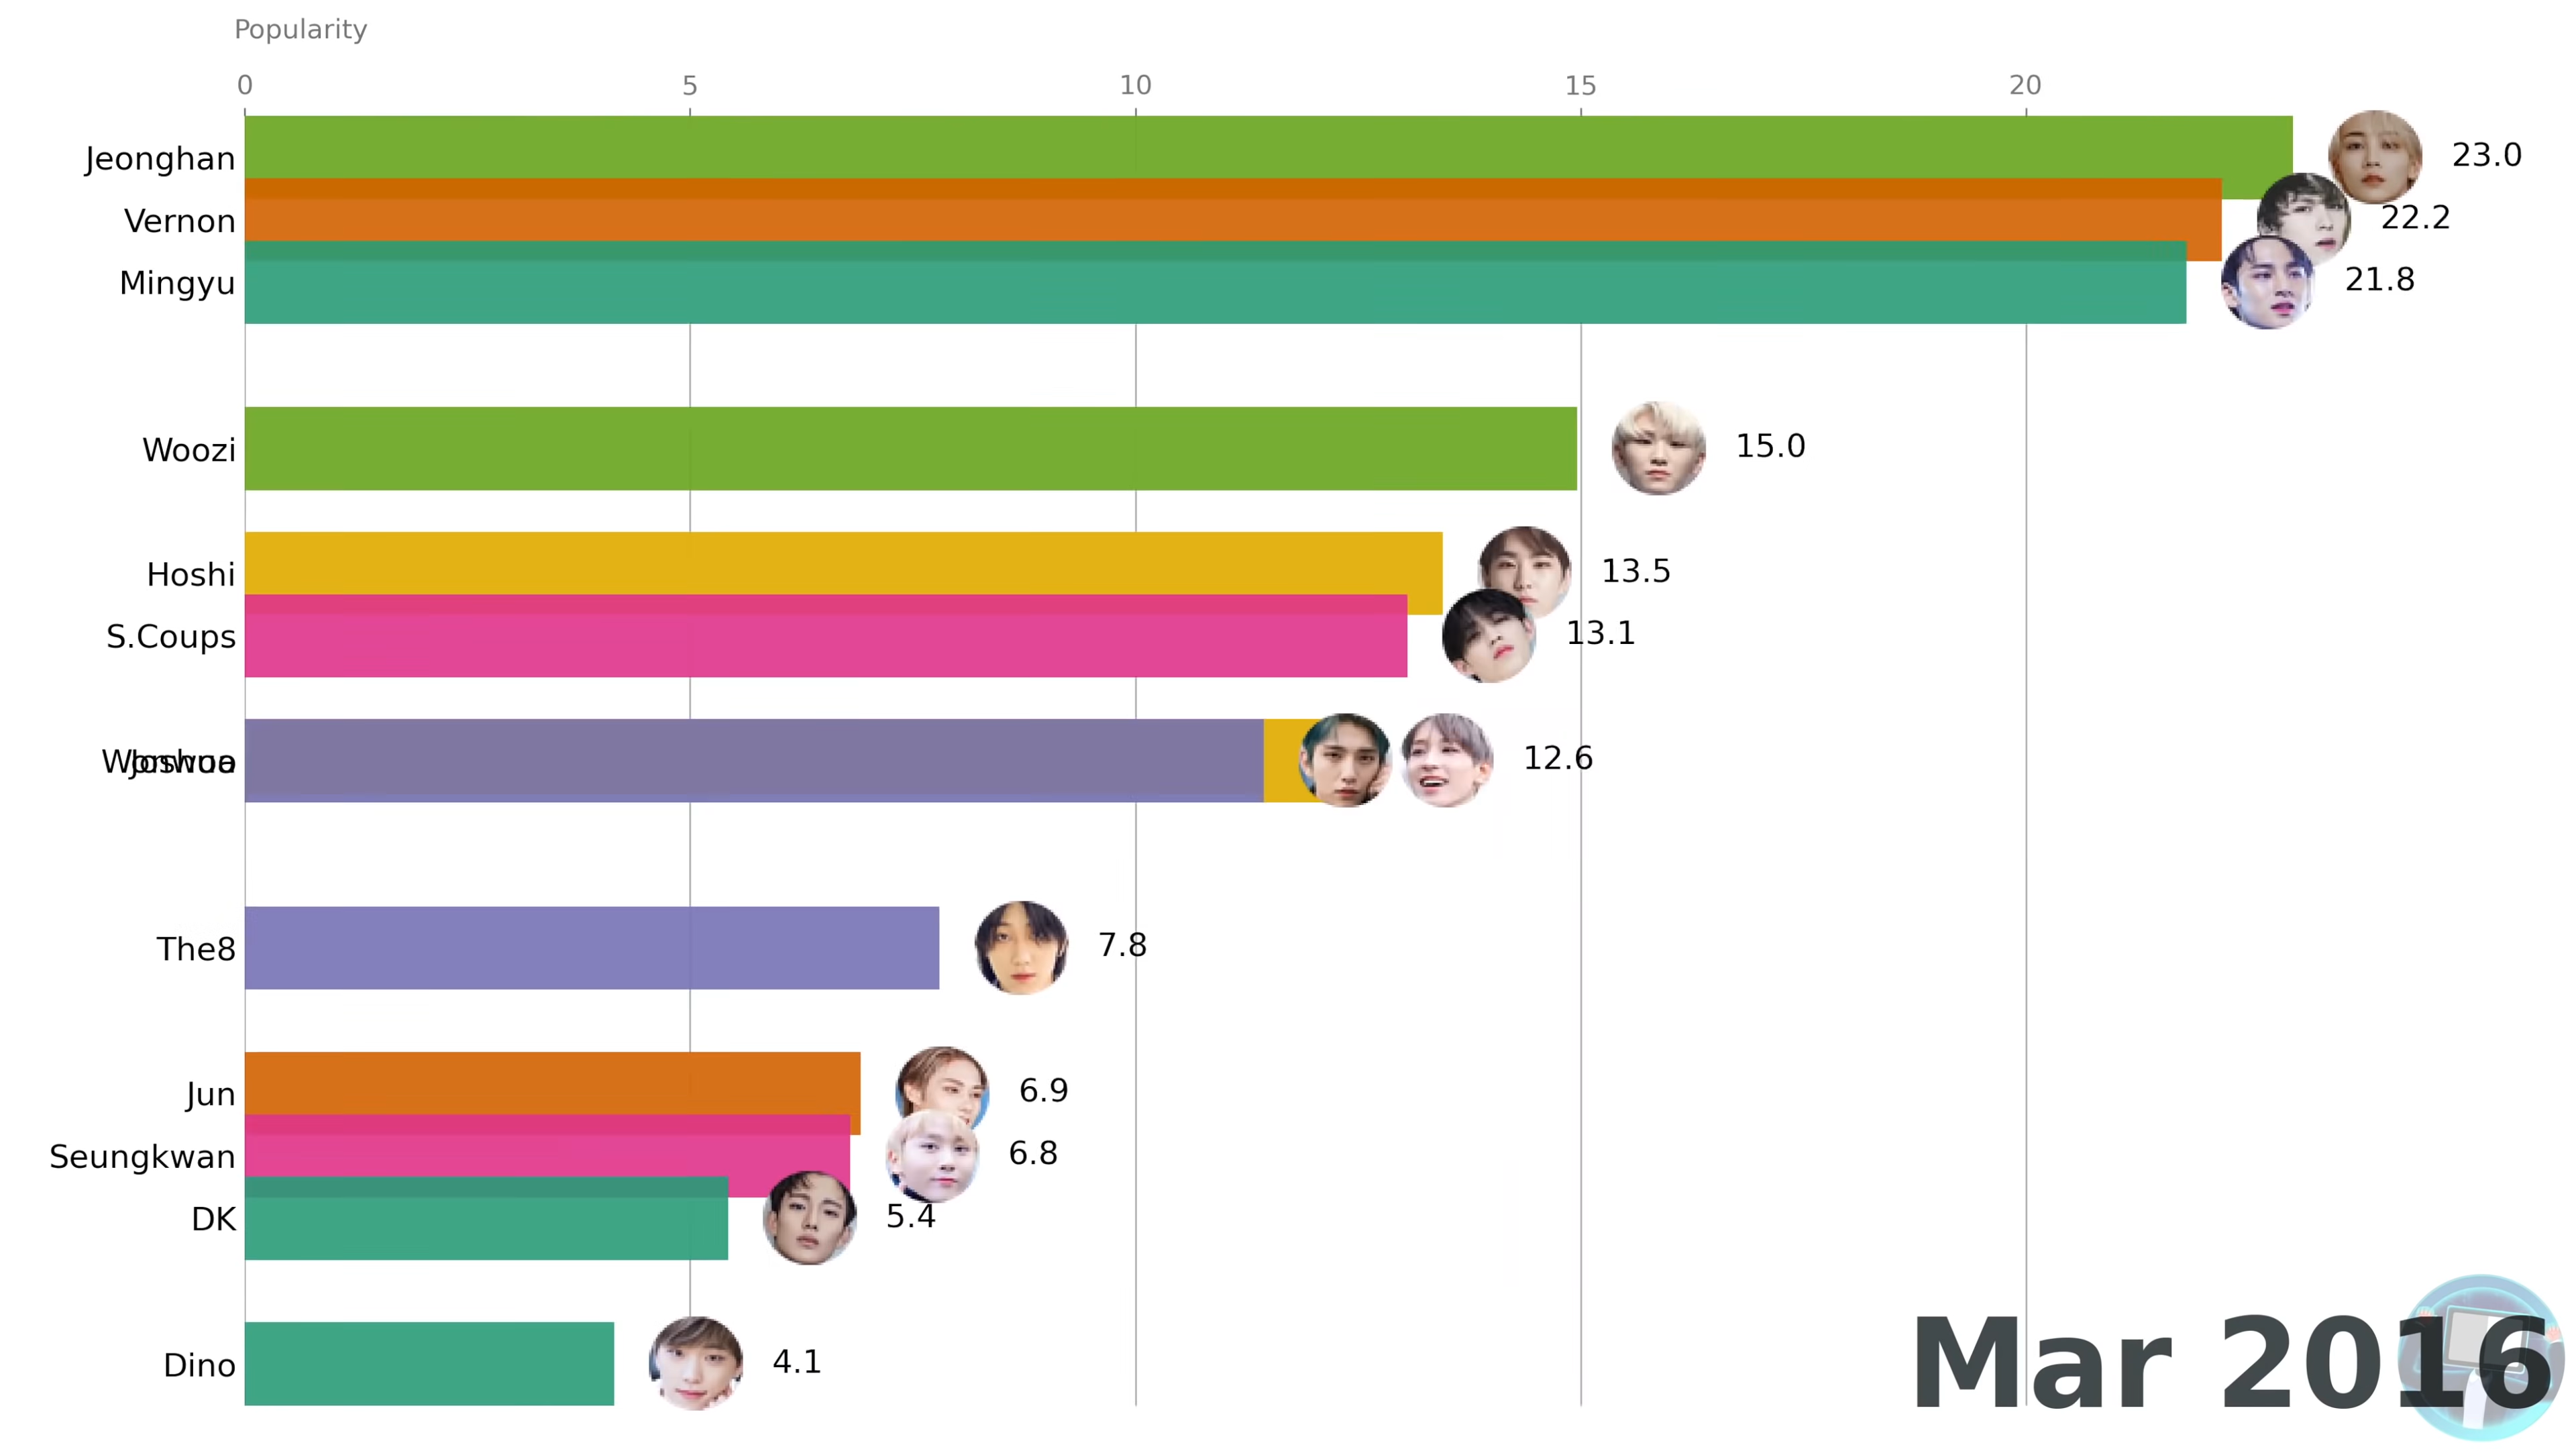 Popularity
0 5 10 15 20
Jeonghan 23.0
Vernon 22.2
Mingyu 21.8
Woozi 15.0
Hoshi 13.5
S.Coups 13.1
12.6
The8 7.8
Jun 6.9
Seungkwan 6.8
DK 5.4
Dino 4.1
Mar 2016